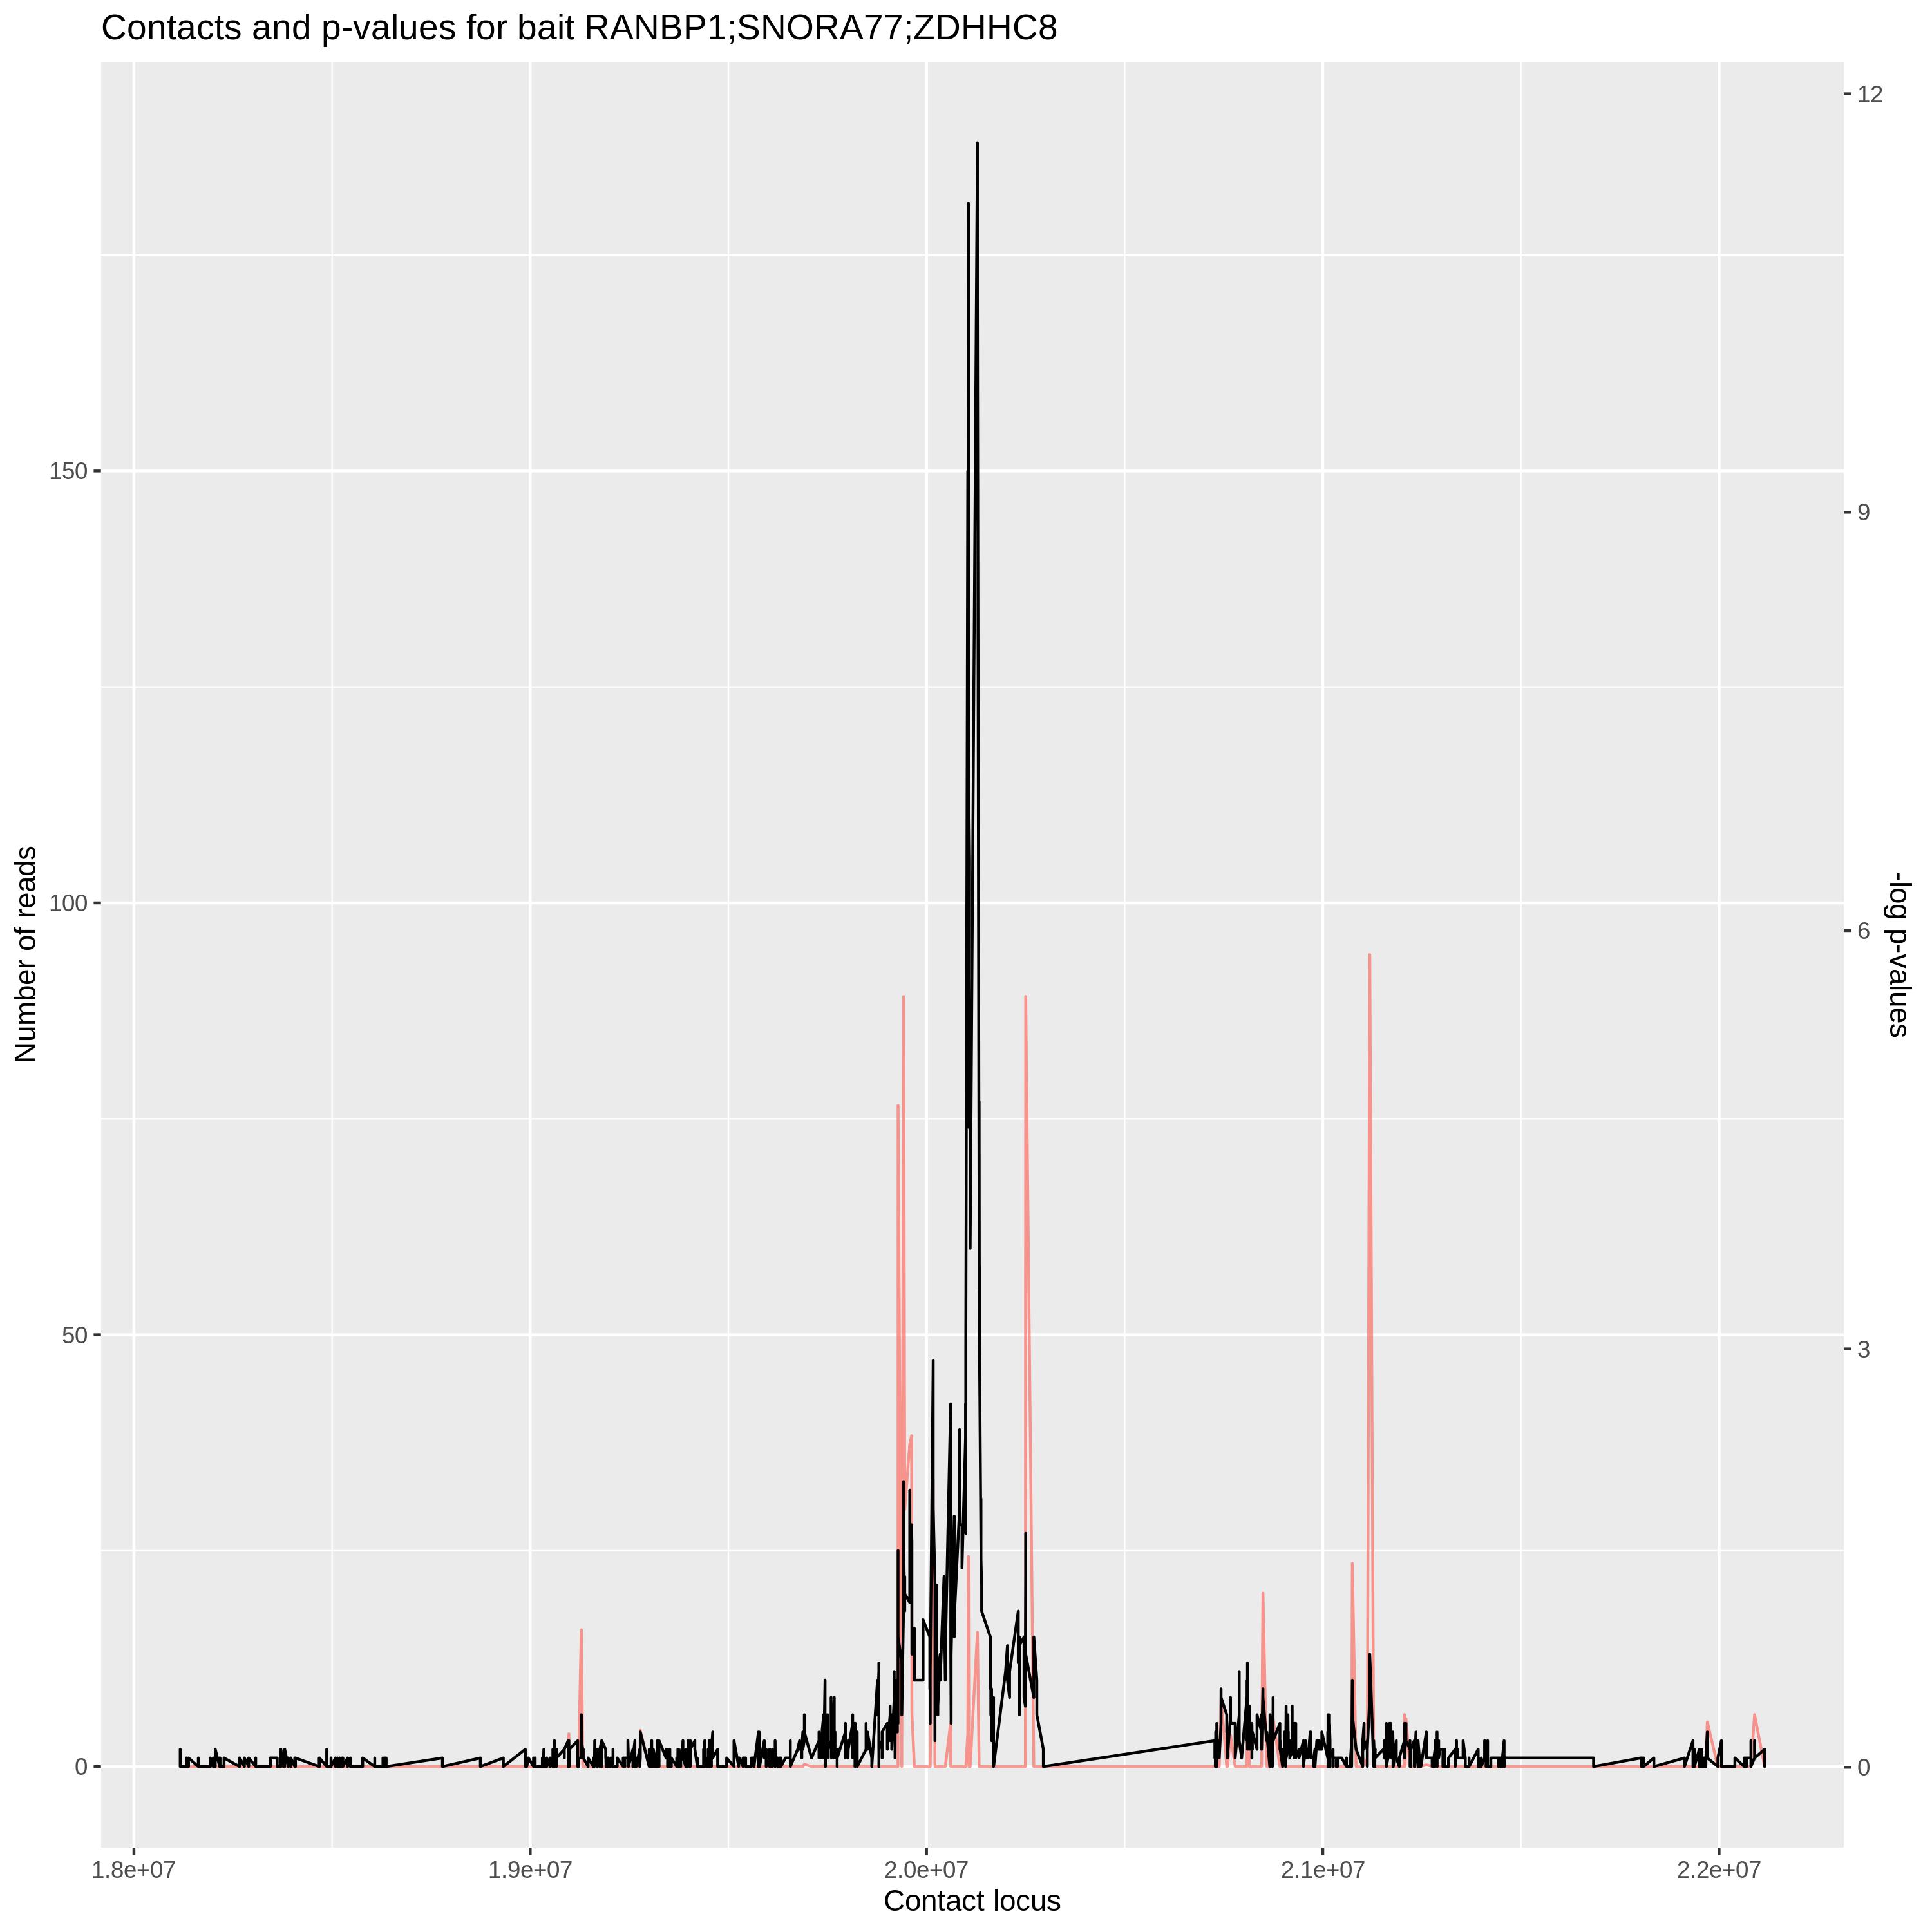 Contacts and p-values for bait RANBP1;SNORA77;ZDHHC8
12
150
9
100
6
Number of reads
-log p-values
50
3
0
0
1.8e+07
1.9e+07
2.0e+07
2.1e+07
2.2e+07
Contact locus